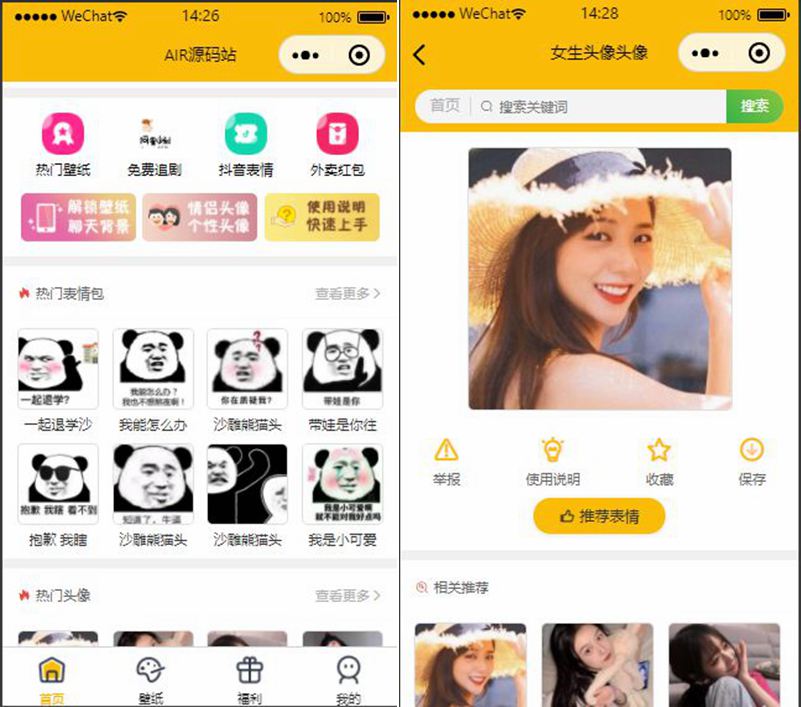 WeChat
14:26
100%
AIR源码站
热门壁纸
免费追剧
抖音表情
外卖红包
解锁壁纸
聊天背景
情侣头像
个性头像
使用说明
快速上手
热门表情包
查看更多
一起退学?
我能怎么办?
我也不想熬夜啊!
你在质疑我?
带娃是你
一起退学沙
我能怎么办
沙雕熊猫头
带娃是你往
抱歉 我瞎 看不到
知道了,牛逼
我是小可爱啊
就不能对我好点吗
抱歉 我瞎
沙雕熊猫头
沙雕熊猫头
我是小可爱
热门头像
查看更多
首页
壁纸
福利
我的
WeChat
14:28
100%
女生头像头像
首页
搜索关键词
搜索
举报
使用说明
收藏
保存
推荐表情
相关推荐